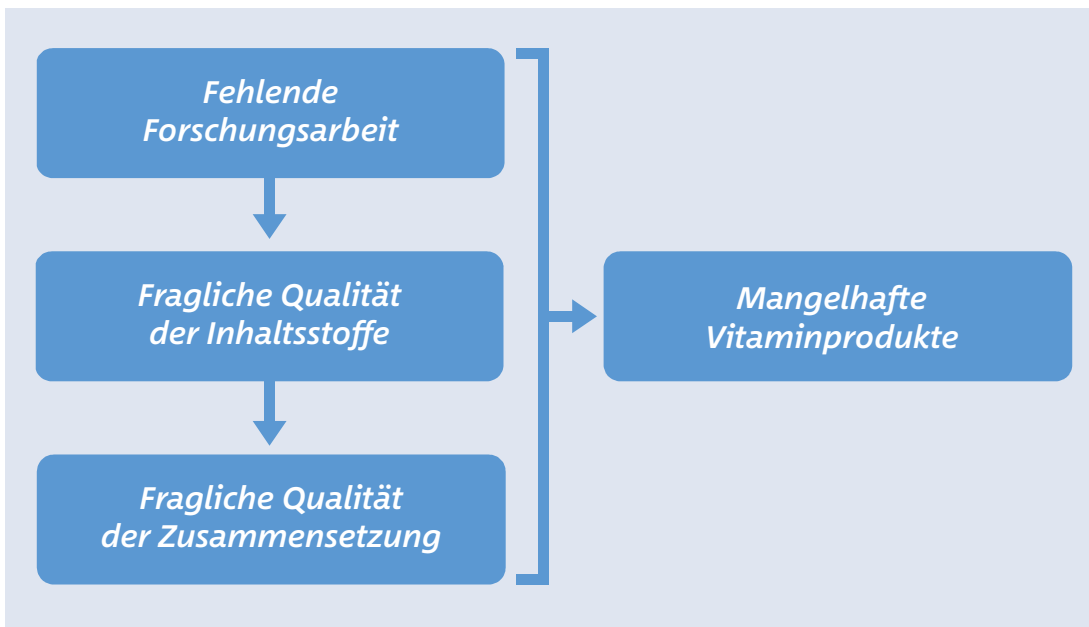 Fehlende
Forschungsarbeit
Fragliche Qualität
der Inhaltsstoffe
Fragliche Qualität
der Zusammensetzung
Mangelhafte
Vitaminprodukte